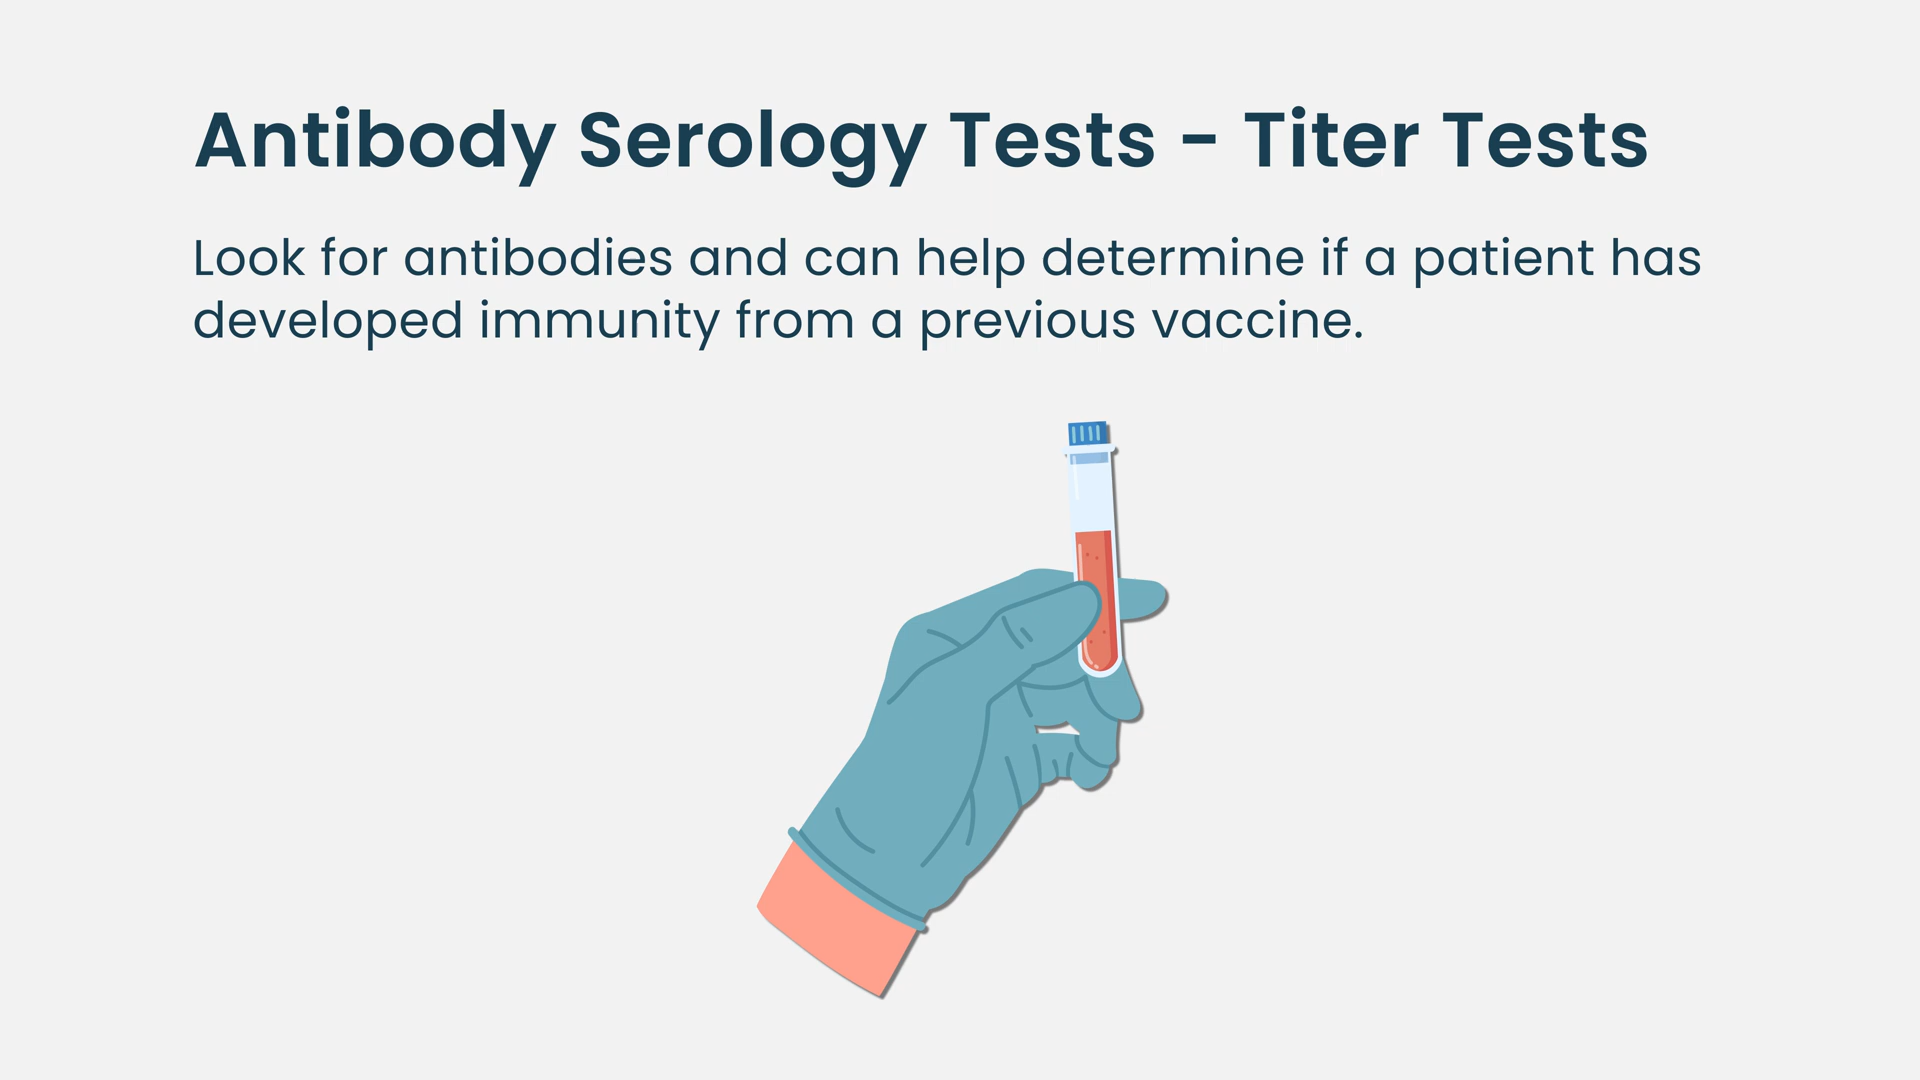 Antibody Serology Tests - Titer Tests
Look for antibodies and can help determine if a patient has
developed immunity from a previous vaccine.